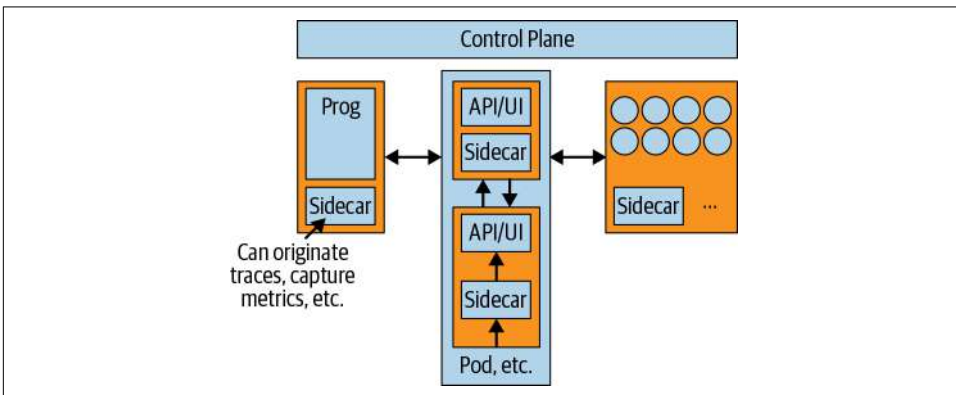 Control Plane
Prog
Sidecar
Can originate
traces, capture
metrics, etc.
API/UI
Sidecar
API/UI
Sidecar
Pod, etc.
Sidecar
...